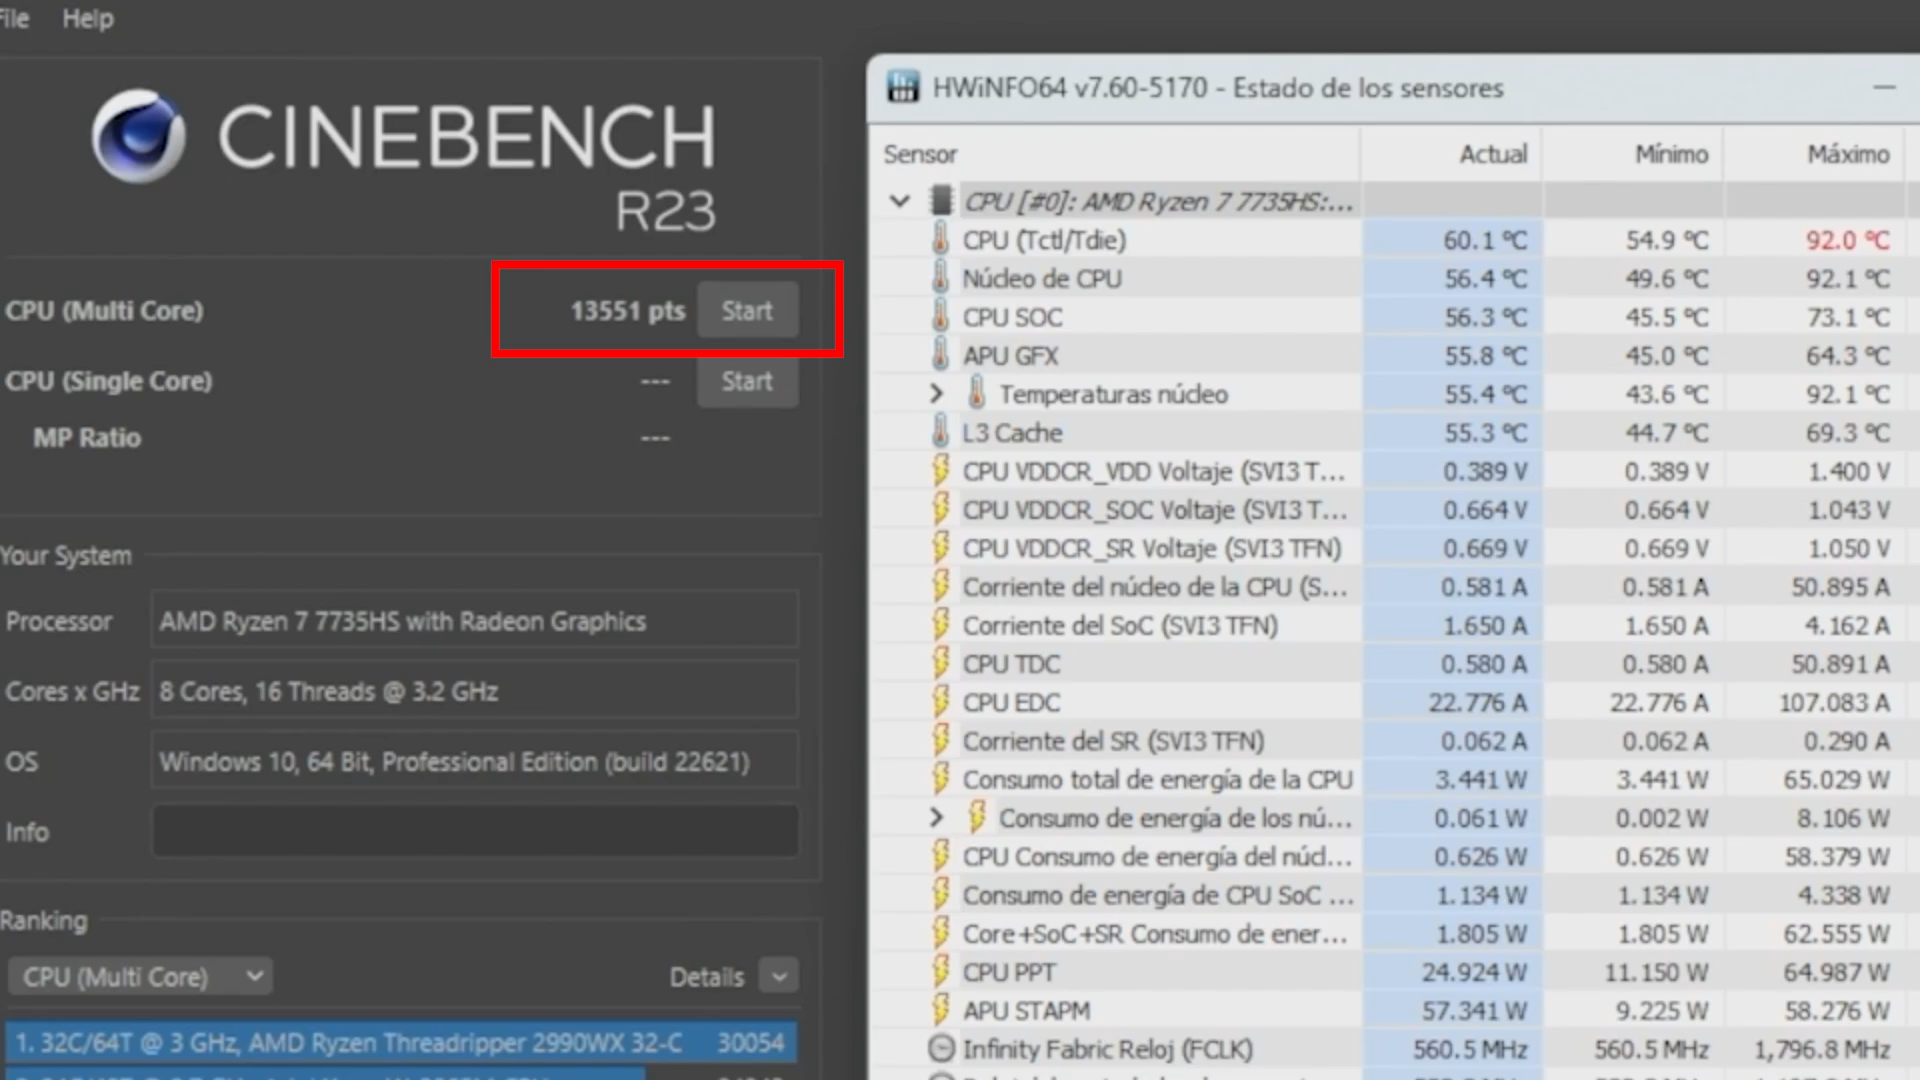 File Help
CINEBENCH
R23
CPU (Multi Core) 13551 pts Start
CPU (Single Core) --- Start
MP Ratio ---
Your System
Processor AMD Ryzen 7 7735HS with Radeon Graphics
Cores x GHz 8 Cores, 16 Threads @ 3.2 GHz
OS Windows 10, 64 Bit, Professional Edition (build 22621)
Info
Ranking
CPU (Multi Core) Details
1. 32C/64T @ 3 GHz, AMD Ryzen Threadripper 2990WX 32-C 30054
HWiNFO64 v7.60-5170 - Estado de los sensores
Sensor Actual Mínimo Máximo
CPU [#0]: AMD Ryzen 7 7735HS:...
CPU (Tctl/Tdie) 60.1 °C 54.9 °C 92.0 °C
Núcleo de CPU 56.4 °C 49.6 °C 92.1 °C
CPU SOC 56.3 °C 45.5 °C 73.1 °C
APU GFX 55.8 °C 45.0 °C 64.3 °C
Temperaturas núcleo 55.4 °C 43.6 °C 92.1 °C
L3 Cache 55.3 °C 44.7 °C 69.3 °C
CPU VDDCR_VDD Voltaje (SVI3 T... 0.389 V 0.389 V 1.400 V
CPU VDDCR_SOC Voltaje (SVI3 T... 0.664 V 0.664 V 1.043 V
CPU VDDCR_SR Voltaje (SVI3 TFN) 0.669 V 0.669 V 1.050 V
Corriente del núcleo de la CPU (S... 0.581 A 0.581 A 50.895 A
Corriente del SoC (SVI3 TFN) 1.650 A 1.650 A 4.162 A
CPU TDC 0.580 A 0.580 A 50.891 A
CPU EDC 22.776 A 22.776 A 107.083 A
Corriente del SR (SVI3 TFN) 0.062 A 0.062 A 0.290 A
Consumo total de energía de la CPU 3.441 W 3.441 W 65.029 W
Consumo de energía de los nú... 0.061 W 0.002 W 8.106 W
CPU Consumo de energía del núcl... 0.626 W 0.626 W 58.379 W
Consumo de energía de CPU SoC ... 1.134 W 1.134 W 4.338 W
Core+SoC+SR Consumo de ener... 1.805 W 1.805 W 62.555 W
CPU PPT 24.924 W 11.150 W 64.987 W
APU STAPM 57.341 W 9.225 W 58.276 W
Infinity Fabric Reloj (FCLK) 560.5 MHz 560.5 MHz 1,796.8 MHz